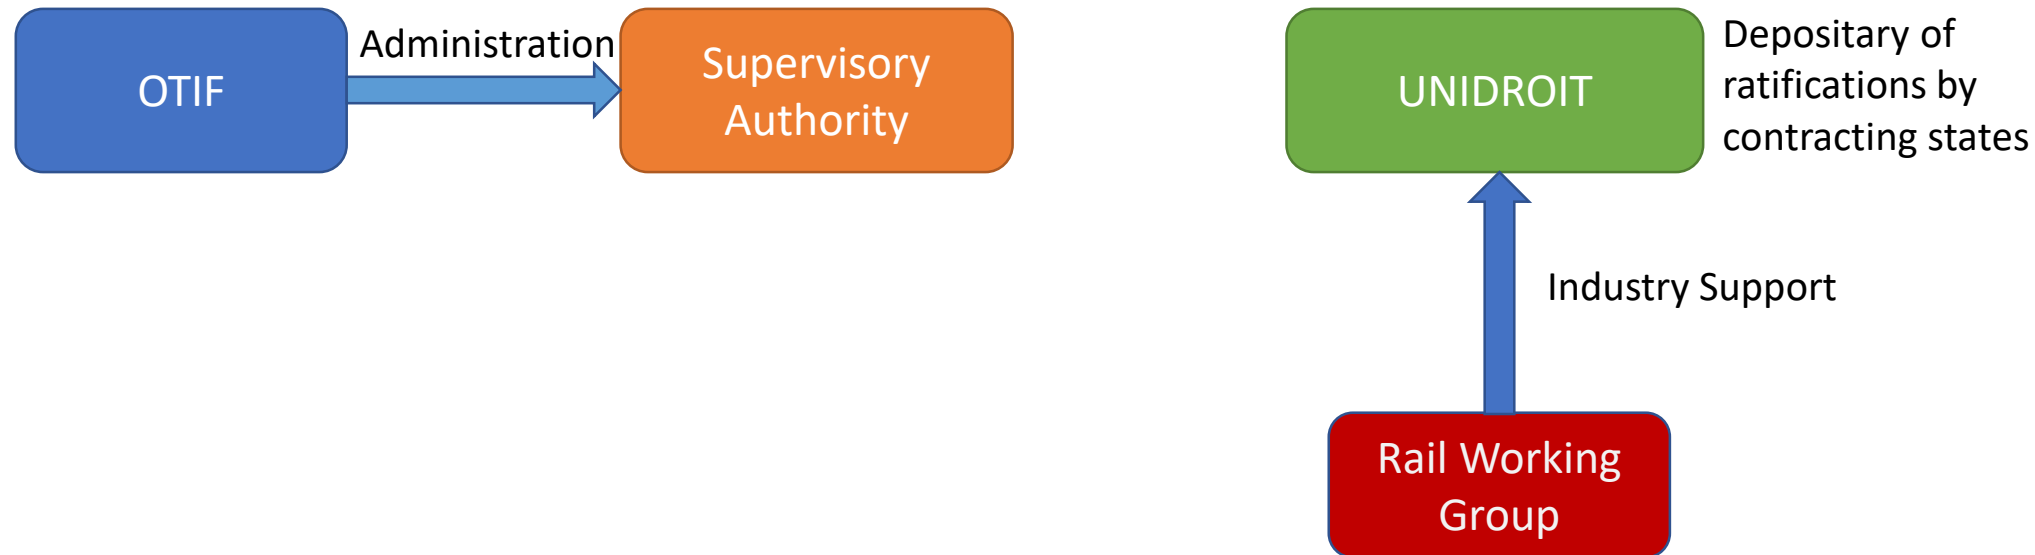 OTIF
Administration
Supervisory
Authority
UNIDROIT
Depositary of
ratifications by
contracting states
Industry Support
Rail Working
Group